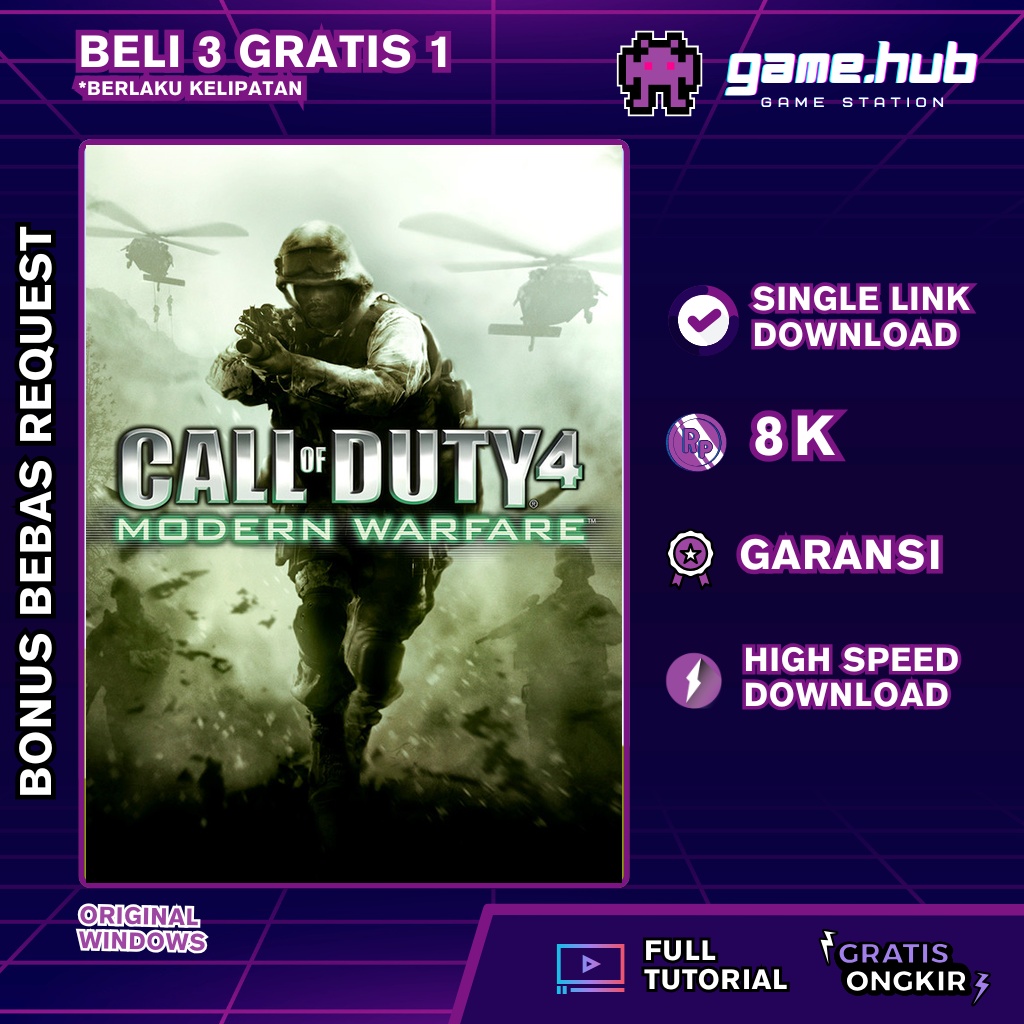 BELI 3 GRATIS 1
*BERLAKU KELIPATAN
game.hub
GAME STATION
BONUS BEBAS REQUEST
CALL OF DUTY 4
MODERN WARFARE™
SINGLE LINK
DOWNLOAD
Rp
8K
GARANSI
HIGH SPEED
DOWNLOAD
ORIGINAL
WINDOWS
FULL
TUTORIAL
GRATIS
ONGKIR